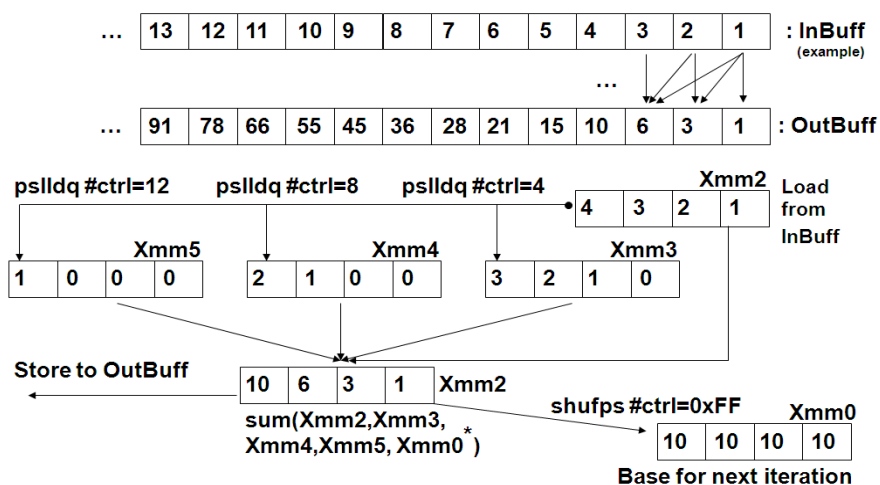 ... 13 12 11 10 9 8 7 6 5 4 3 2 1 : InBuff
(example)
...
... 91 78 66 55 45 36 28 21 15 10 6 3 1 : OutBuff
pslldq #ctrl=12 pslldq #ctrl=8 pslldq #ctrl=4 Xmm2 Load
4 3 2 1 from
InBuff
Xmm5 Xmm4 Xmm3
1 0 0 0 2 1 0 0 3 2 1 0
Store to OutBuff
10 6 3 1 Xmm2
shufps #ctrl=0xFF Xmm0
sum(Xmm2,Xmm3,
Xmm4,Xmm5, Xmm0*)
10 10 10 10
Base for next iteration